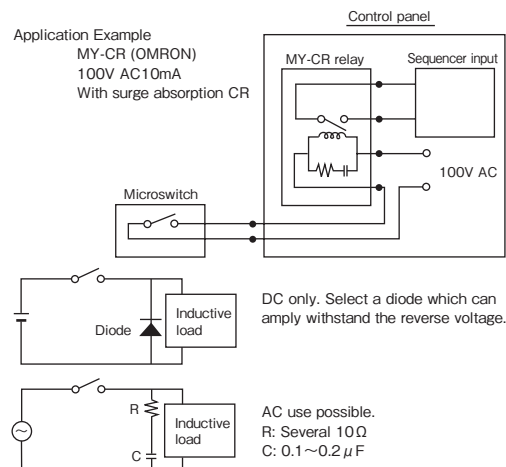 Control panel
Application Example
MY-CR (OMRON)
100V AC10mA
With surge absorption CR
MY-CR relay
Sequencer input
100V AC
Microswitch
Diode
Inductive
load
DC only. Select a diode which can
amply withstand the reverse voltage.
R
C
Inductive
load
AC use possible.
R: Several 10Ω
C: 0.1～0.2μF